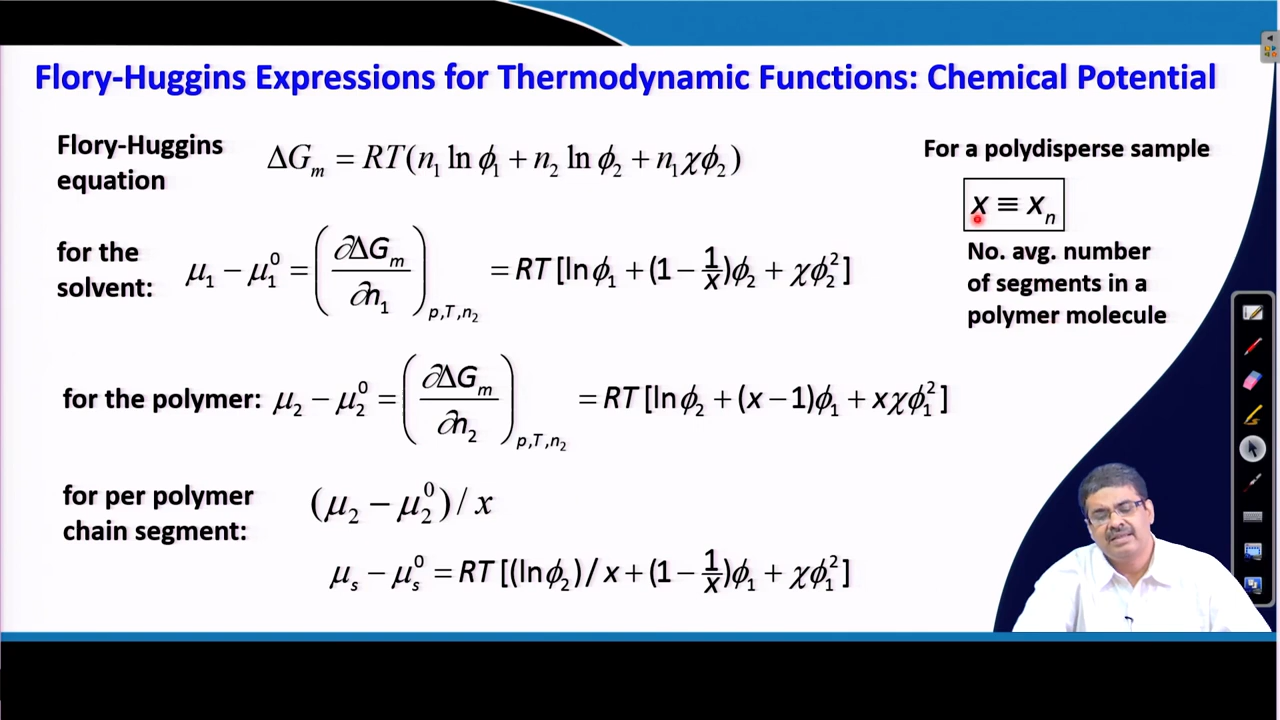 Flory-Huggins Expressions for Thermodynamic Functions: Chemical Potential
Flory-Huggins
equation
ΔG_m = RT(n_1 ln ϕ_1 + n_2 ln ϕ_2 + n_1 χϕ_2)
for the
solvent:
μ_1 − μ_1^0 = (∂ΔG_m / ∂n_1)_{p,T,n_2} = RT[ln ϕ_1 + (1 − 1/x)ϕ_2 + χϕ_2^2]
for the polymer: μ_2 − μ_2^0 = (∂ΔG_m / ∂n_2)_{p,T,n_2} = RT[ln ϕ_2 + (x − 1)ϕ_1 + xχϕ_1^2]
for per polymer
chain segment:
(μ_2 − μ_2^0) / x
μ_s − μ_s^0 = RT[(ln ϕ_2) / x + (1 − 1/x)ϕ_1 + χϕ_1^2]
For a polydisperse sample
x ≡ x_n
No. avg. number
of segments in a
polymer molecule